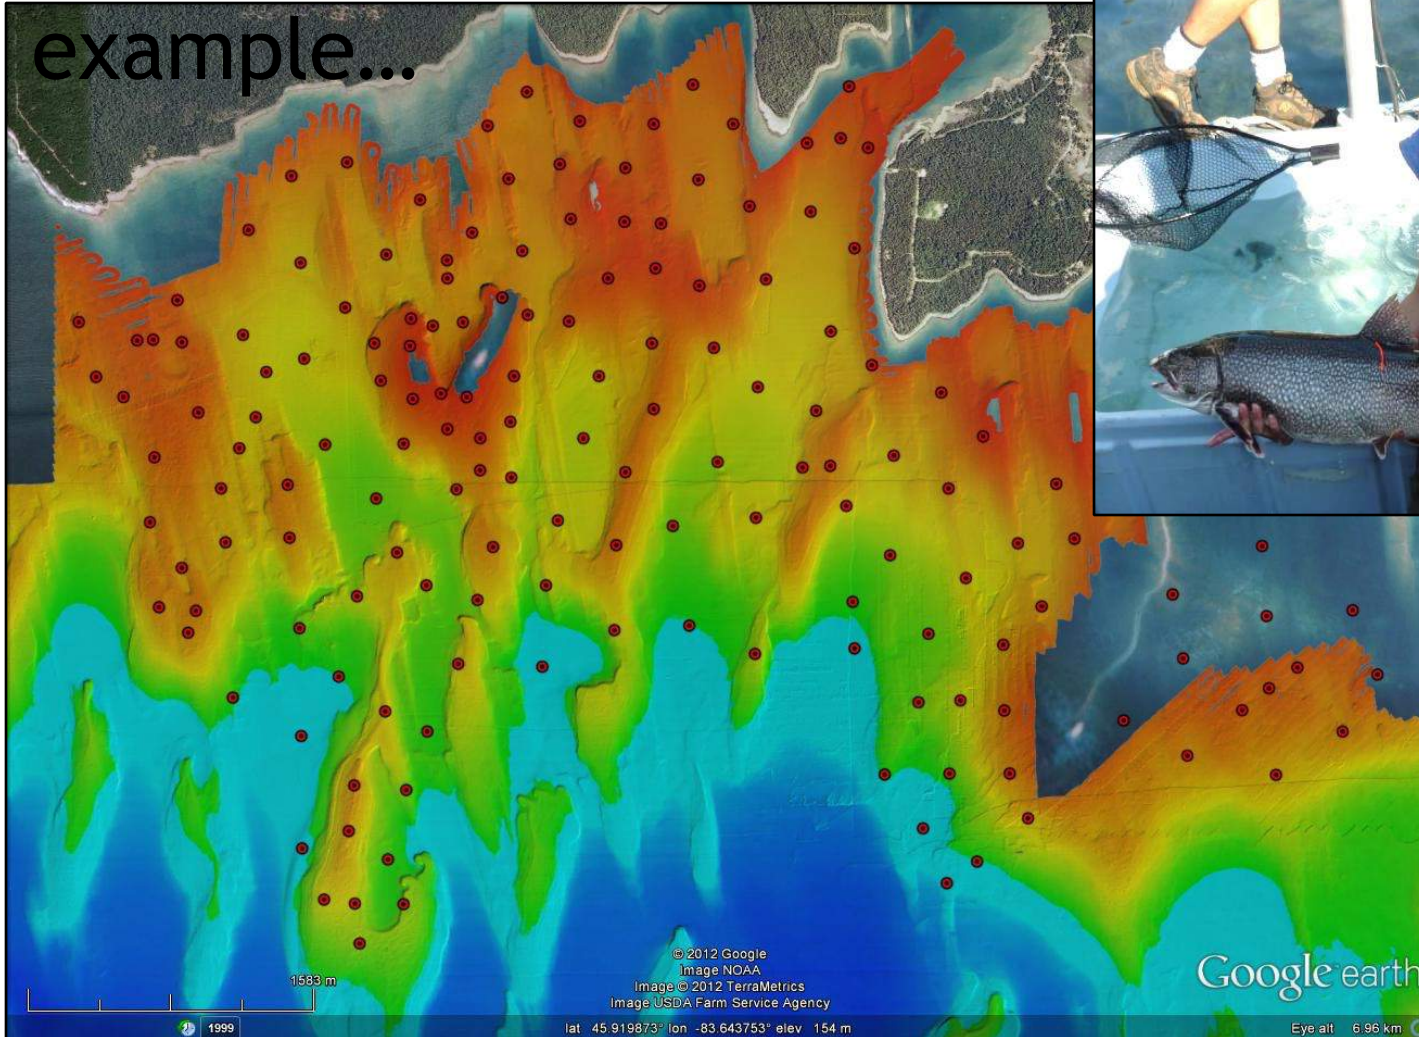 example...
1583 m
© 2012 Google
Image NOAA
Image © 2012 TerraMetrics
Image USDA Farm Service Agency
Google earth
1999
lat 45.919873° lon -83.643753° elev 154 m
Eye alt 6.96 km